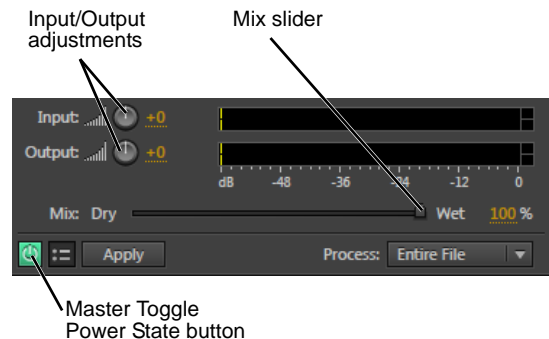 Input/Output
adjustments
Mix slider
Input: +0
Output: +0
dB -48 -36 -24 -12 0
Mix: Dry Wet 100 %
Apply Process: Entire File
Master Toggle
Power State button